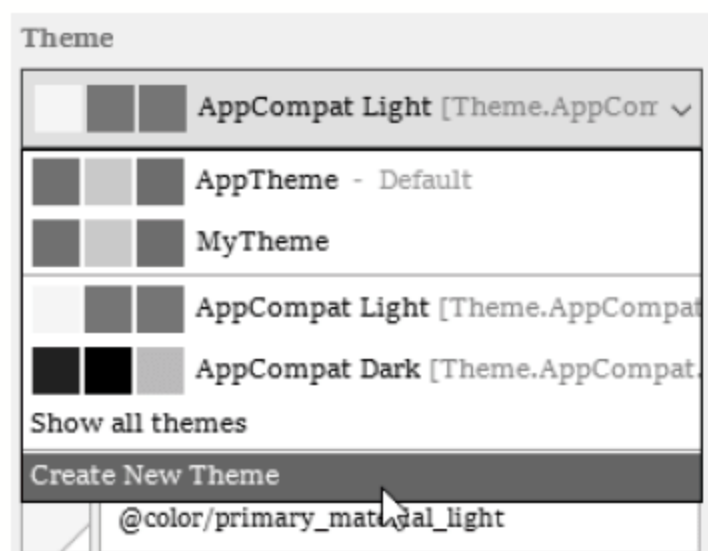 Theme
AppCompat Light [Theme.AppCom
AppTheme - Default
MyTheme
AppCompat Light [Theme.AppCompat
AppCompat Dark [Theme.AppCompat.
Show all themes
Create New Theme
@color/primary_material_light